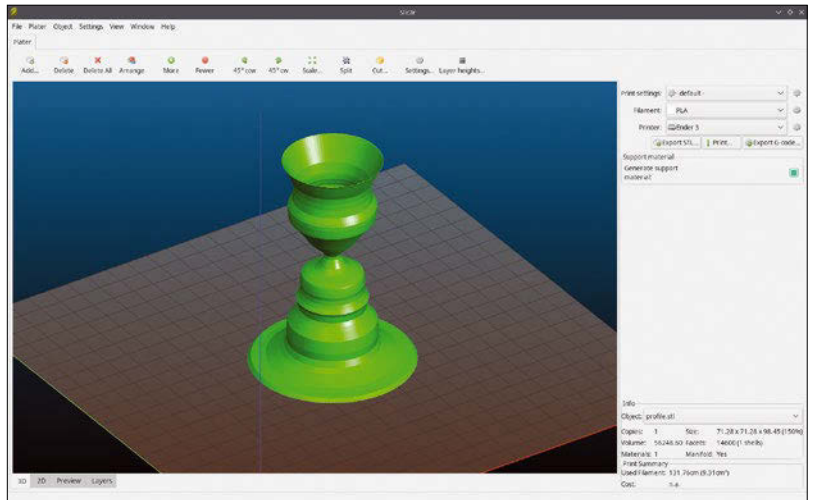 Slic3r
File Plater Object Settings View Window Help
Plater
Add... Delete Delete All Arrange More Fewer 45° ccw 45° cw Scale... Split Cut... Settings... Layer heights...
Print settings: - default -
Filament: PLA
Printer: Ender 3
Export STL... Print... Export G-code...
Support material
Generate support
material:
Info
Object: profile.stl
Copies: 1 Size: 71.28 x 71.28 x 98.45 (150%)
Volume: 56248.60 Facets: 14600 (1 shells)
Materials: 1 Manifold: Yes
Print Summary
Used Filament: 131.76cm (9.31cm³)
Cost:
3D 2D Preview Layers